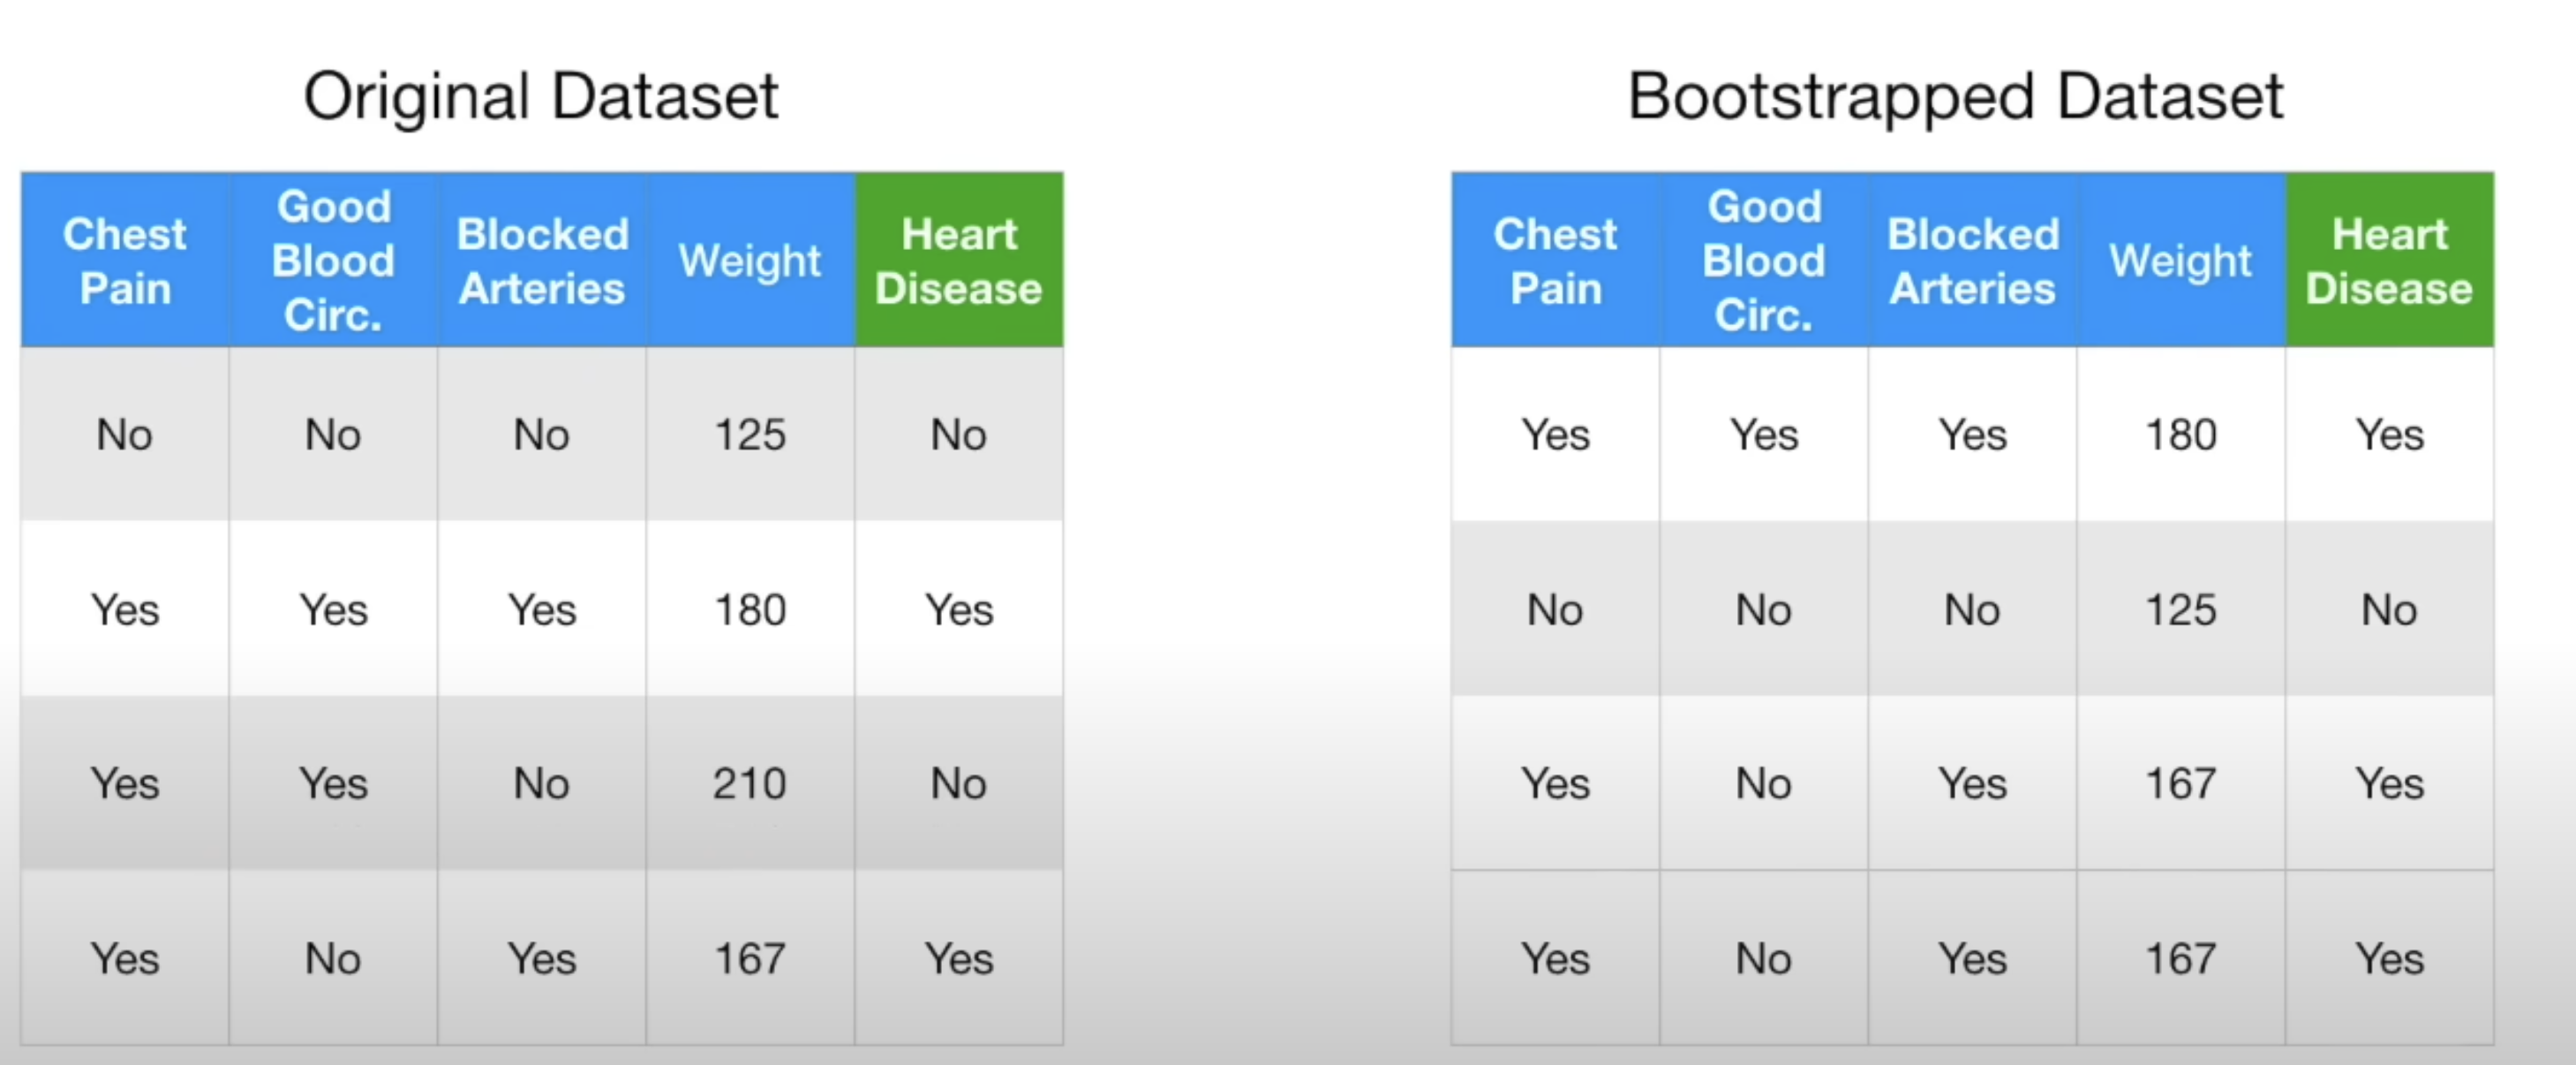 Original Dataset
Chest Pain Good Blood Circ. Blocked Arteries Weight Heart Disease
No No No 125 No
Yes Yes Yes 180 Yes
Yes Yes No 210 No
Yes No Yes 167 Yes
Bootstrapped Dataset
Chest Pain Good Blood Circ. Blocked Arteries Weight Heart Disease
Yes Yes Yes 180 Yes
No No No 125 No
Yes No Yes 167 Yes
Yes No Yes 167 Yes